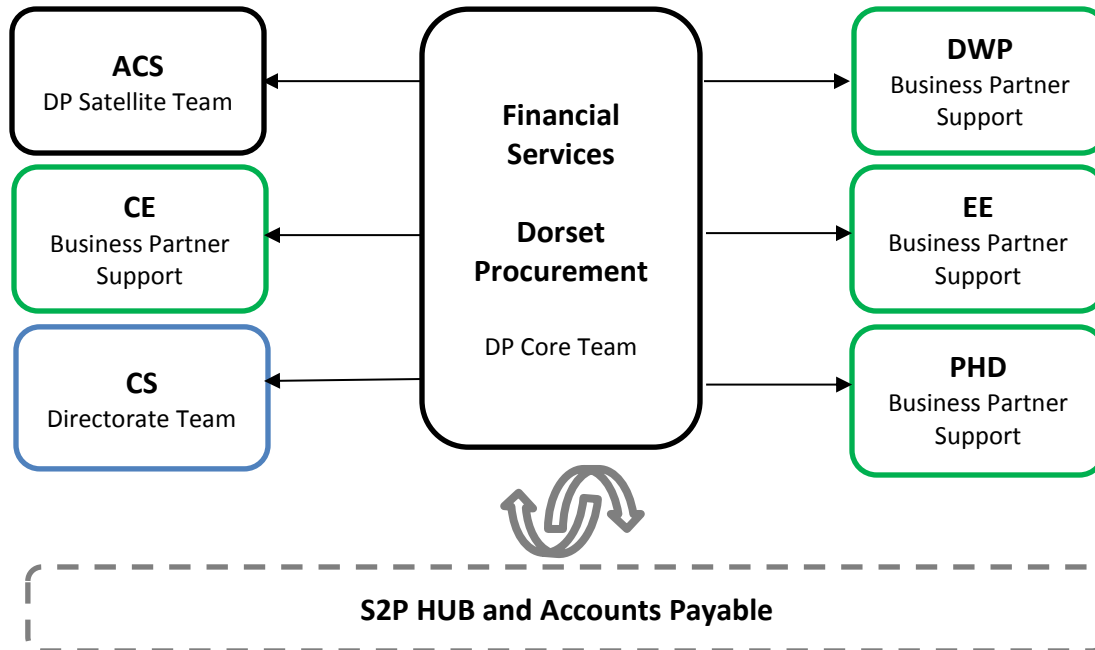 ACS
DP Satellite Team
CE
Business Partner
Support
CS
Directorate Team
Financial
Services
Dorset
Procurement
DP Core Team
DWP
Business Partner
Support
EE
Business Partner
Support
PHD
Business Partner
Support
S2P HUB and Accounts Payable